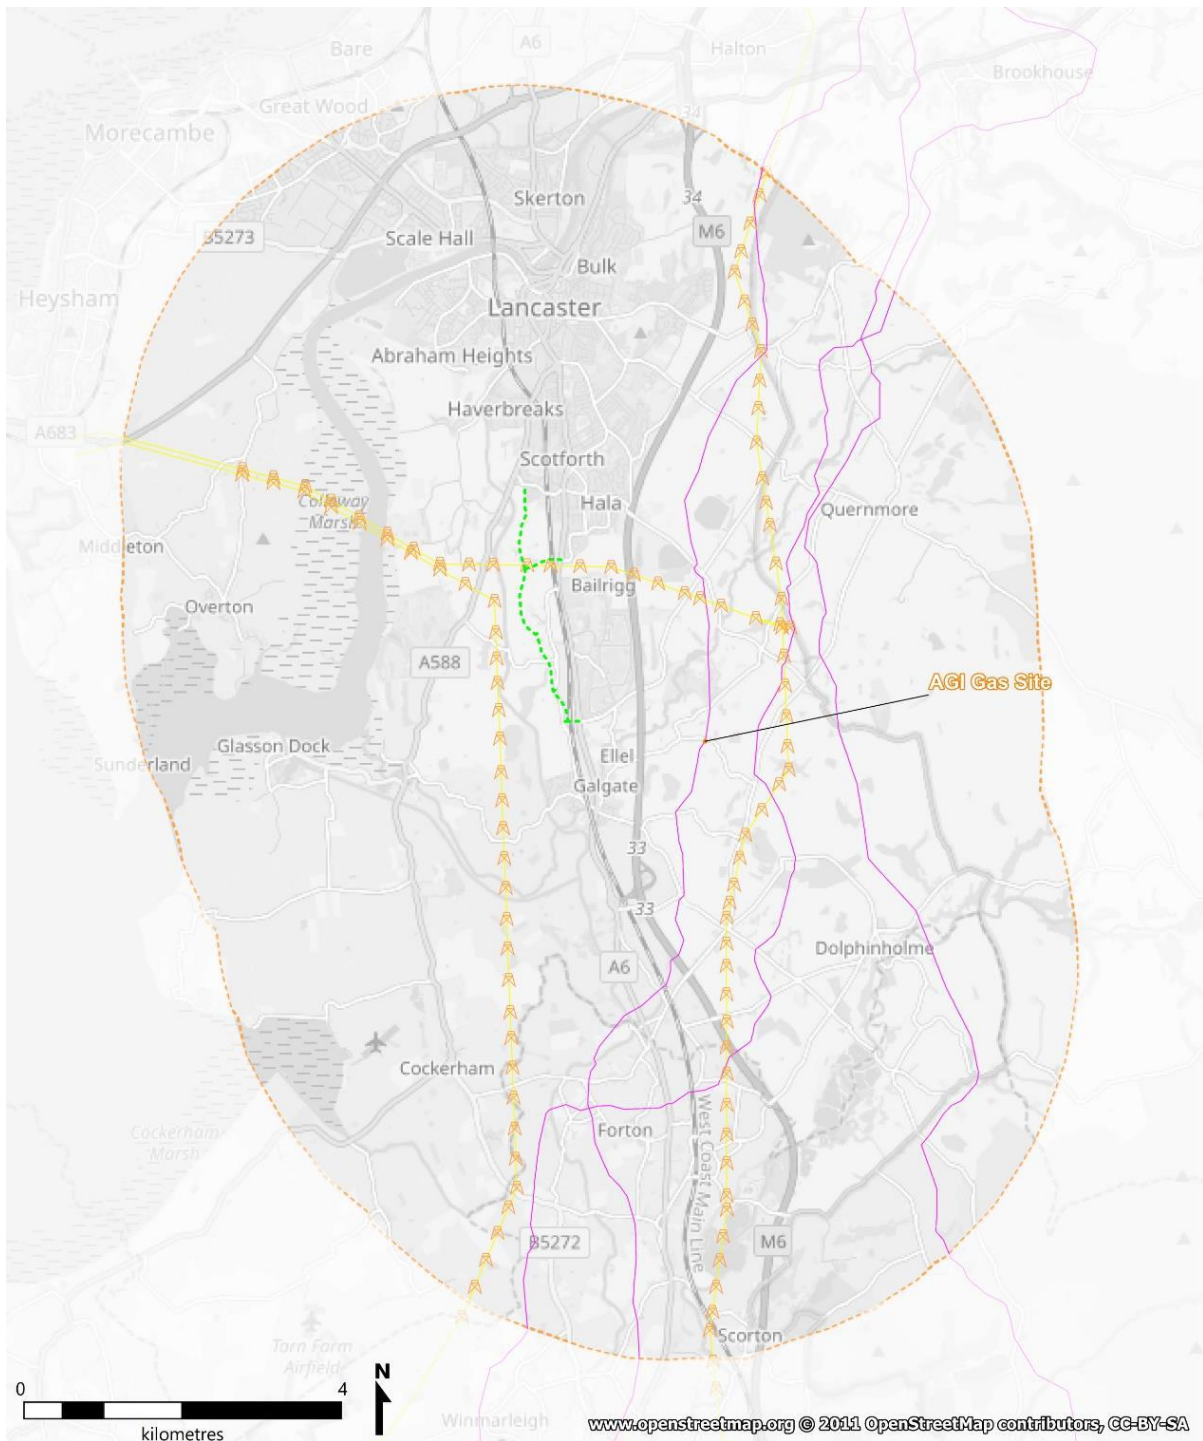 Bare
A6
Halton
Brookhouse
Great Wood
Morecambe
34
Skerton
34
B5273
Scale Hall
M6
Bulk
Heysham
Lancaster
Abraham Heights
Haverbreaks
A683
Scotforth
Colloway
Marsh
Hala
Quernmore
Middleton
Bailrigg
Overton
A588
AGI Gas Site
Glasson Dock
Ellel
Sunderland
Galgate
33
33
Dolphinholme
A6
Cockerham
Cockerham
Marsh
Forton
West Coast Main Line
B5272
M6
Tarn Farm
Airfield
Scorton
0
4
kilometres
N
Winmarleigh
www.openstreetmap.org © 2011 OpenStreetMap contributors, CC-BY-SA